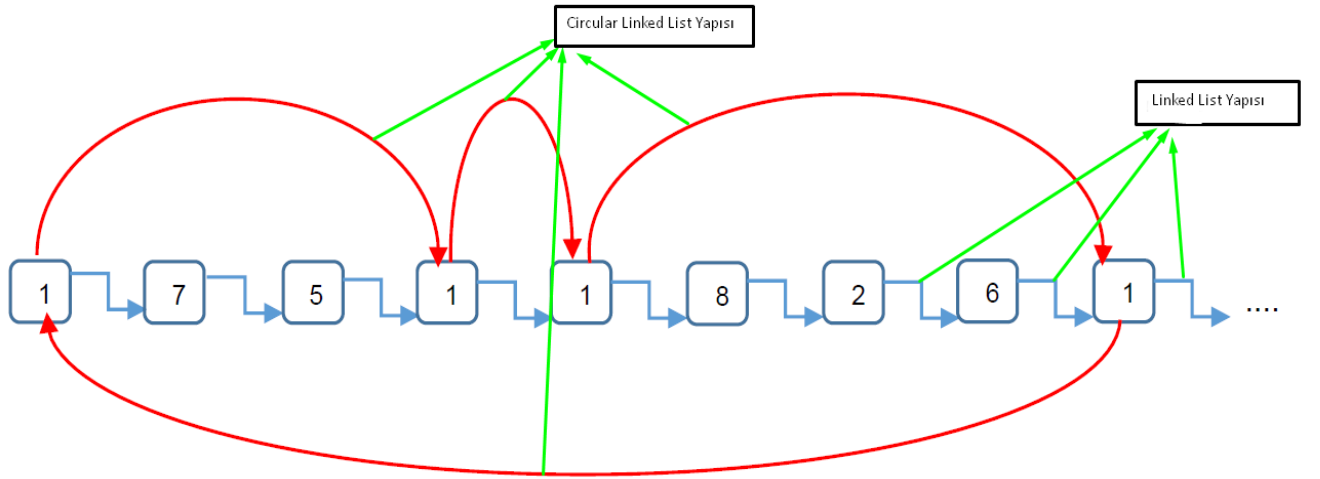 Circular Linked List Yapısı
Linked List Yapısı
1 7 5 1 1 8 2 6 1 ....